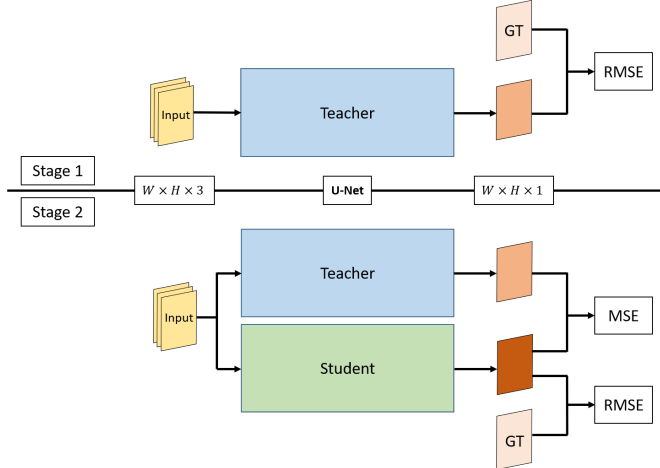 GT
RMSE
Input
Teacher
Stage 1
W × H × 3
U-Net
W × H × 1
Stage 2
Teacher
Input
MSE
Student
RMSE
GT